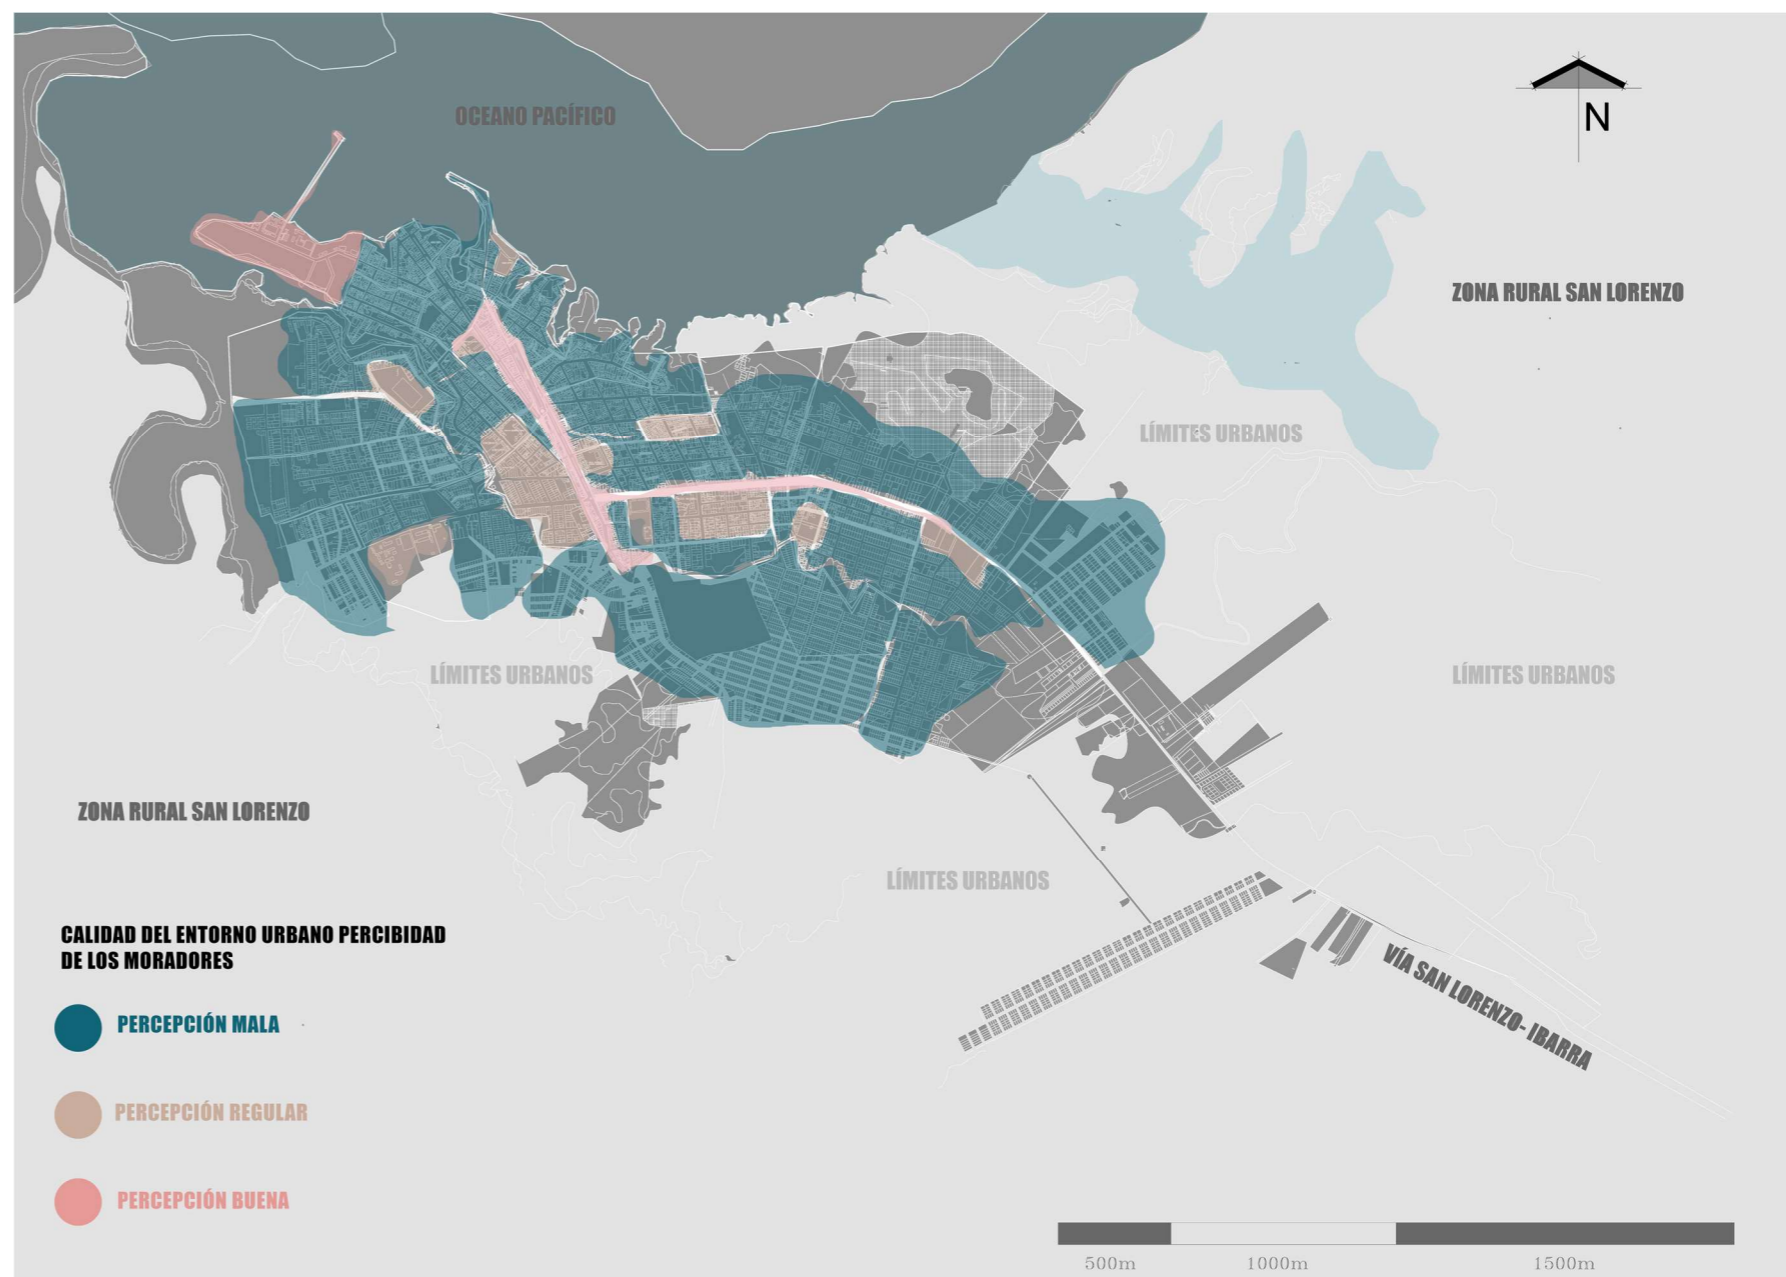 N
OCEANO PACÍFICO
ZONA RURAL SAN LORENZO
LÍMITES URBANOS
LÍMITES URBANOS
LÍMITES URBANOS
ZONA RURAL SAN LORENZO
LÍMITES URBANOS
VÍA SAN LORENZO- IBARRA
CALIDAD DEL ENTORNO URBANO PERCIBIDAD
DE LOS MORADORES
PERCEPCIÓN MALA
PERCEPCIÓN REGULAR
PERCEPCIÓN BUENA
500m
1000m
1500m